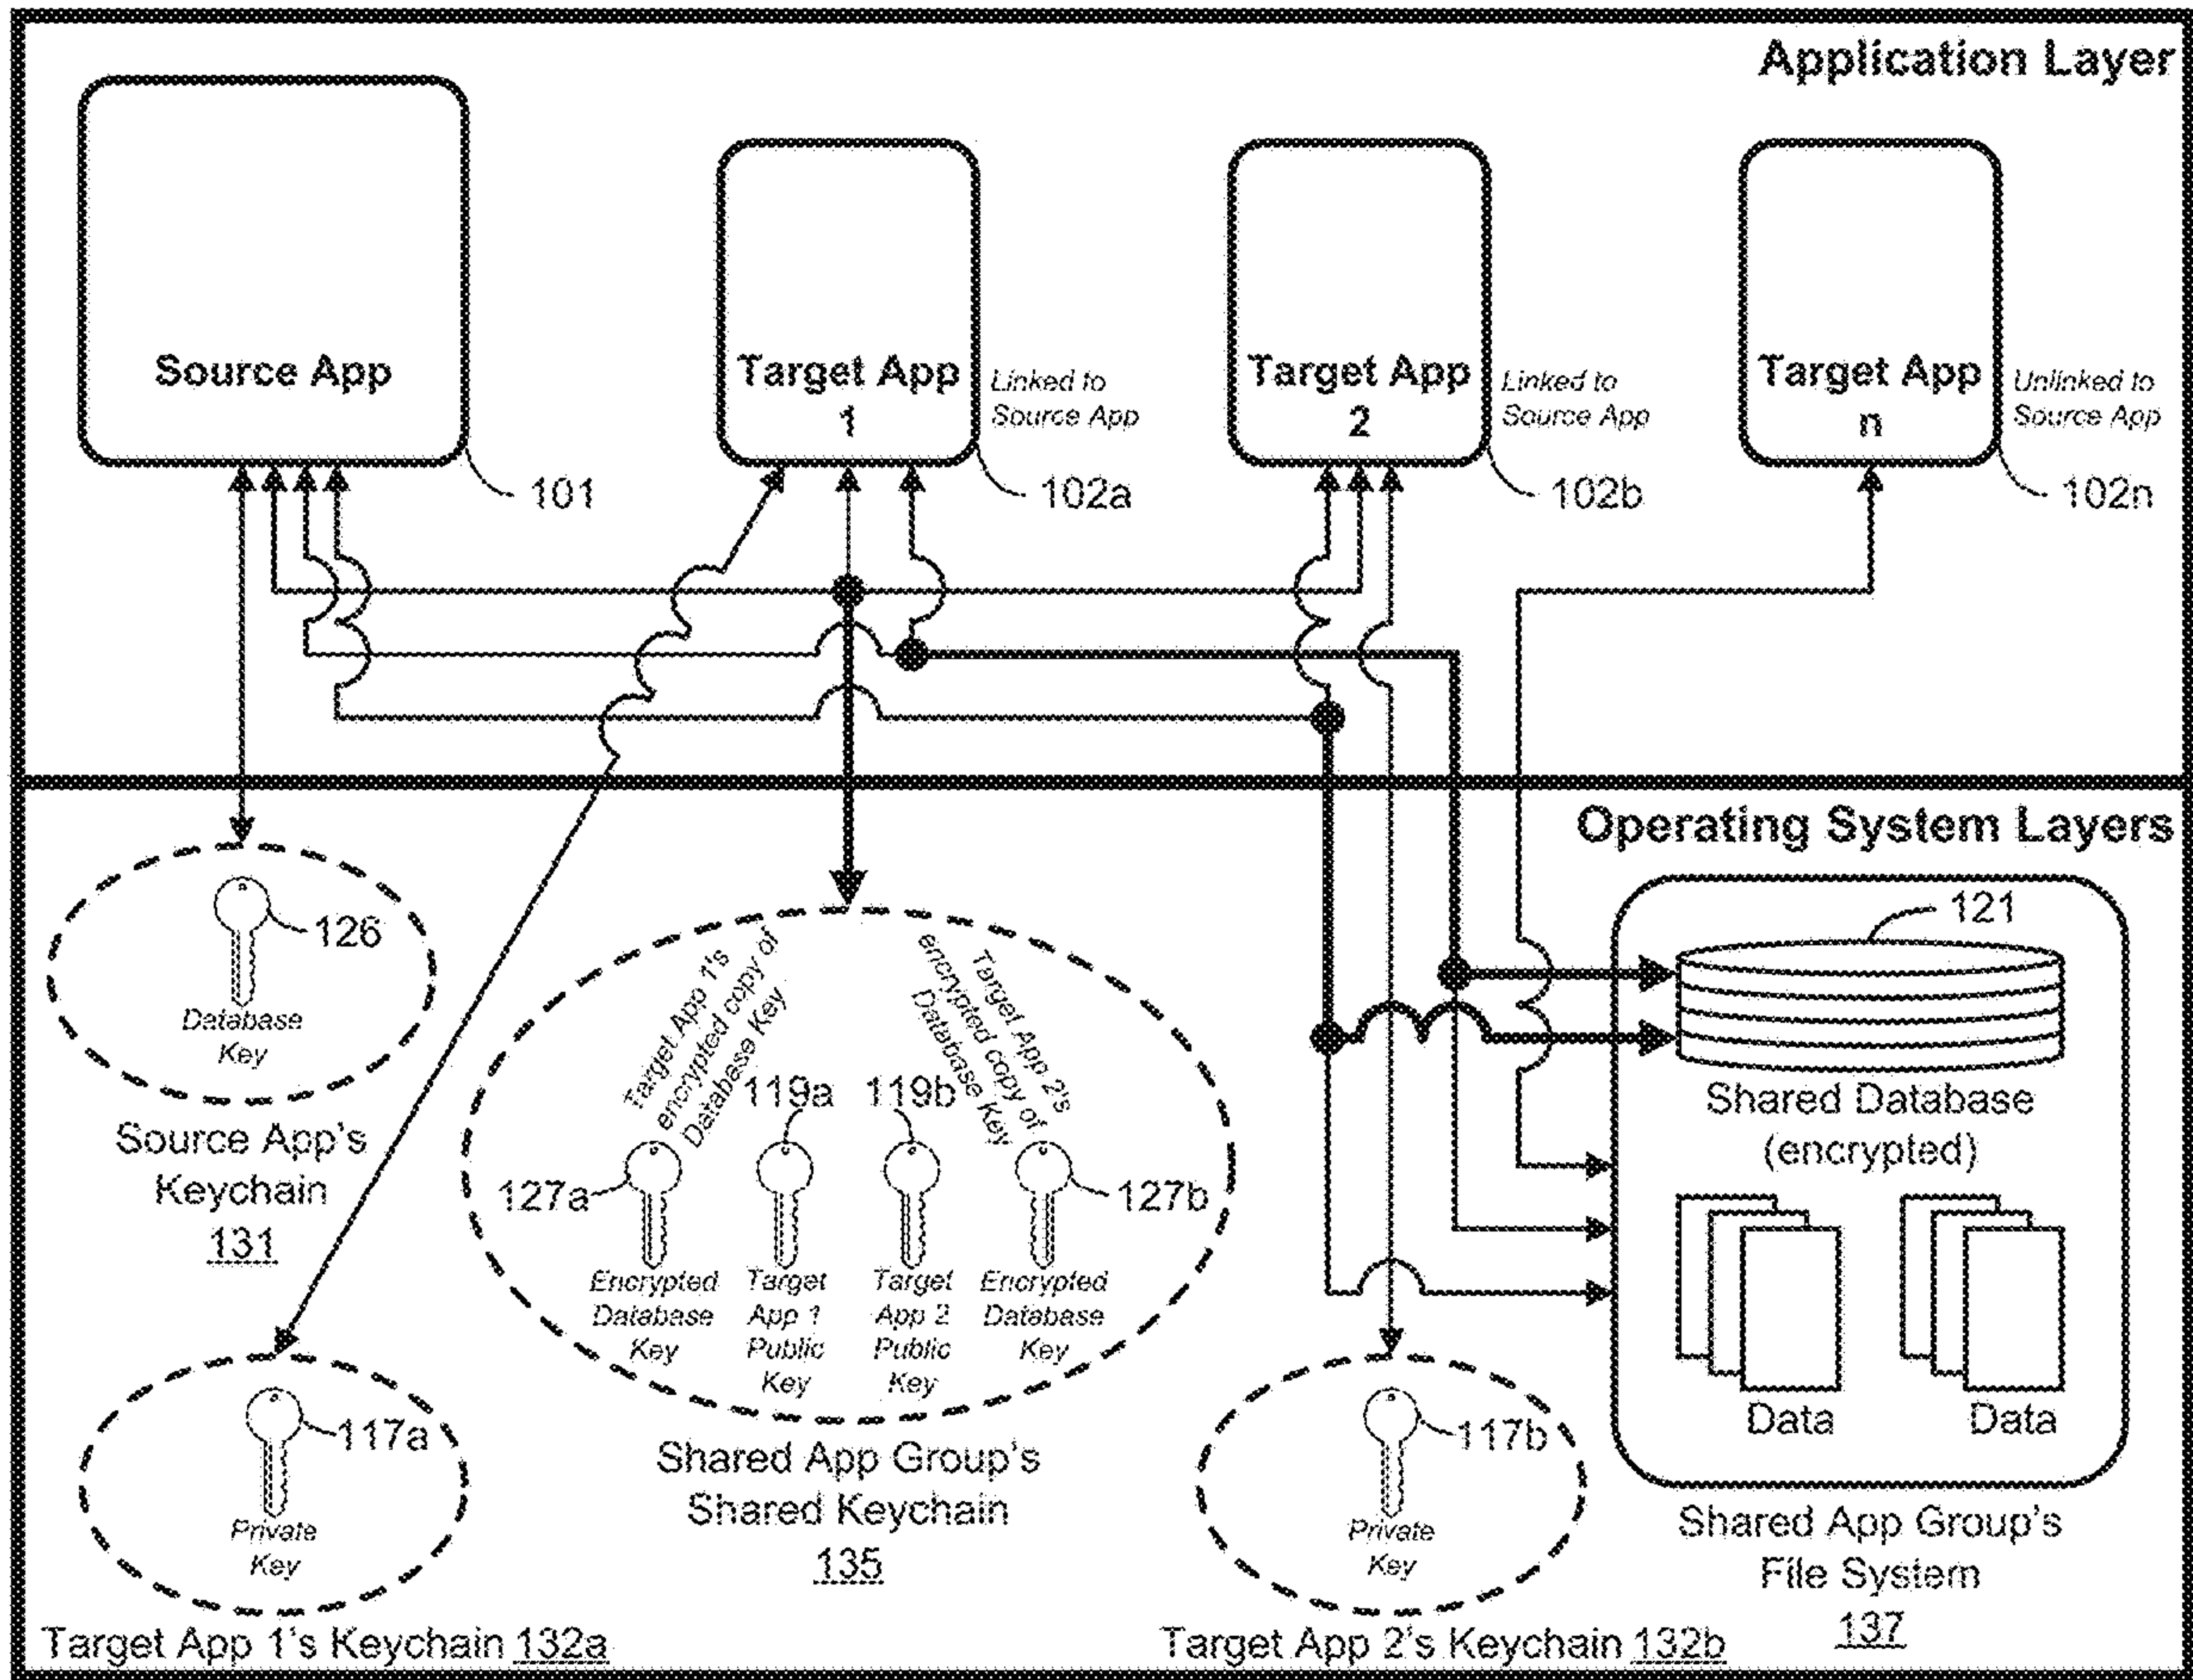 Application Layer
Source App
101
Target App
1
Linked to
Source App
102a
Target App
2
Linked to
Source App
102b
Target App
n
Unlinked to
Source App
102n
Operating System Layers
126
Database
Key
Source App's
Keychain
131
Target App 1's
encrypted copy of
Database Key
Target App 2's
encrypted copy of
Database Key
119a
119b
127a
127b
Encrypted
Database
Key
Target
App 1
Public
Key
Target
App 2
Public
Key
Encrypted
Database
Key
Shared App Group's
Shared Keychain
135
121
Shared Database
(encrypted)
Data
Data
Shared App Group's
File System
137
117a
Private
Key
Target App 1's Keychain 132a
117b
Private
Key
Target App 2's Keychain 132b